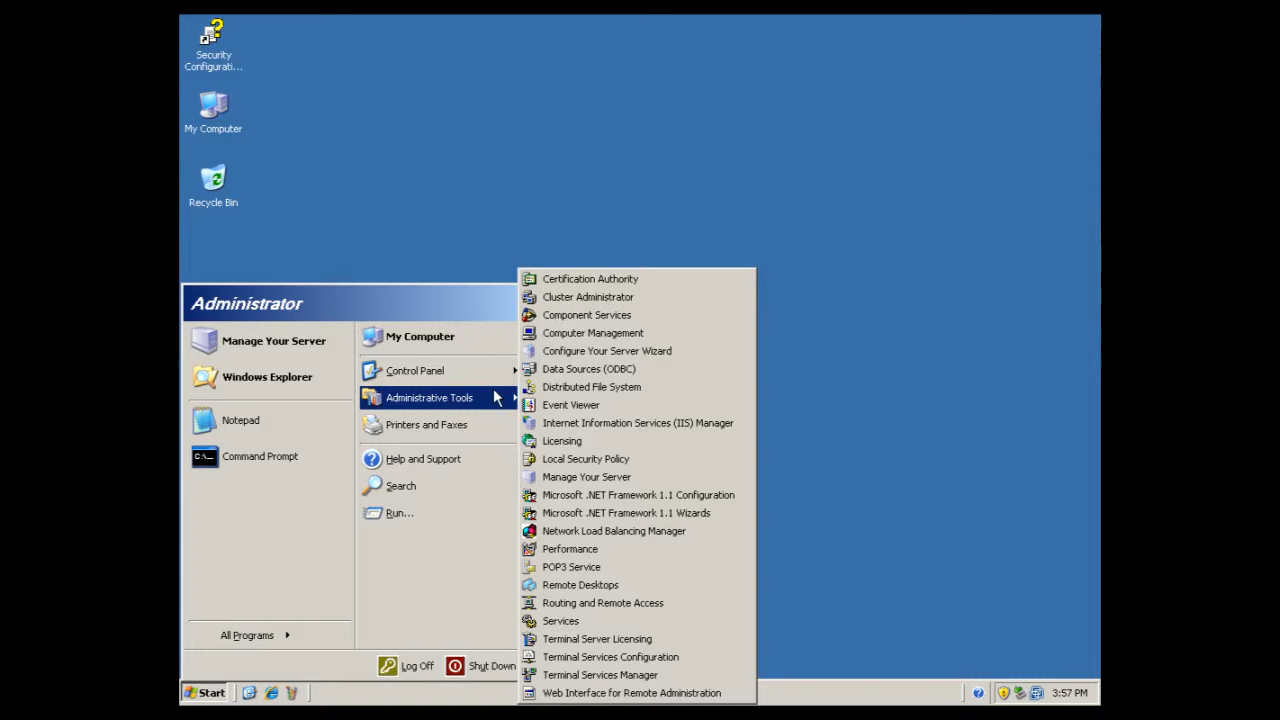 Security
Configurati...
My Computer
Recycle Bin
Administrator
Manage Your Server
Windows Explorer
Notepad
Command Prompt
All Programs
My Computer
Control Panel
Administrative Tools
Printers and Faxes
Help and Support
Search
Run...
Log Off
Shut Down
Certification Authority
Cluster Administrator
Component Services
Computer Management
Configure Your Server Wizard
Data Sources (ODBC)
Distributed File System
Event Viewer
Internet Information Services (IIS) Manager
Licensing
Local Security Policy
Manage Your Server
Microsoft .NET Framework 1.1 Configuration
Microsoft .NET Framework 1.1 Wizards
Network Load Balancing Manager
Performance
POP3 Service
Remote Desktops
Routing and Remote Access
Services
Terminal Server Licensing
Terminal Services Configuration
Terminal Services Manager
Web Interface for Remote Administration
Start
3:57 PM